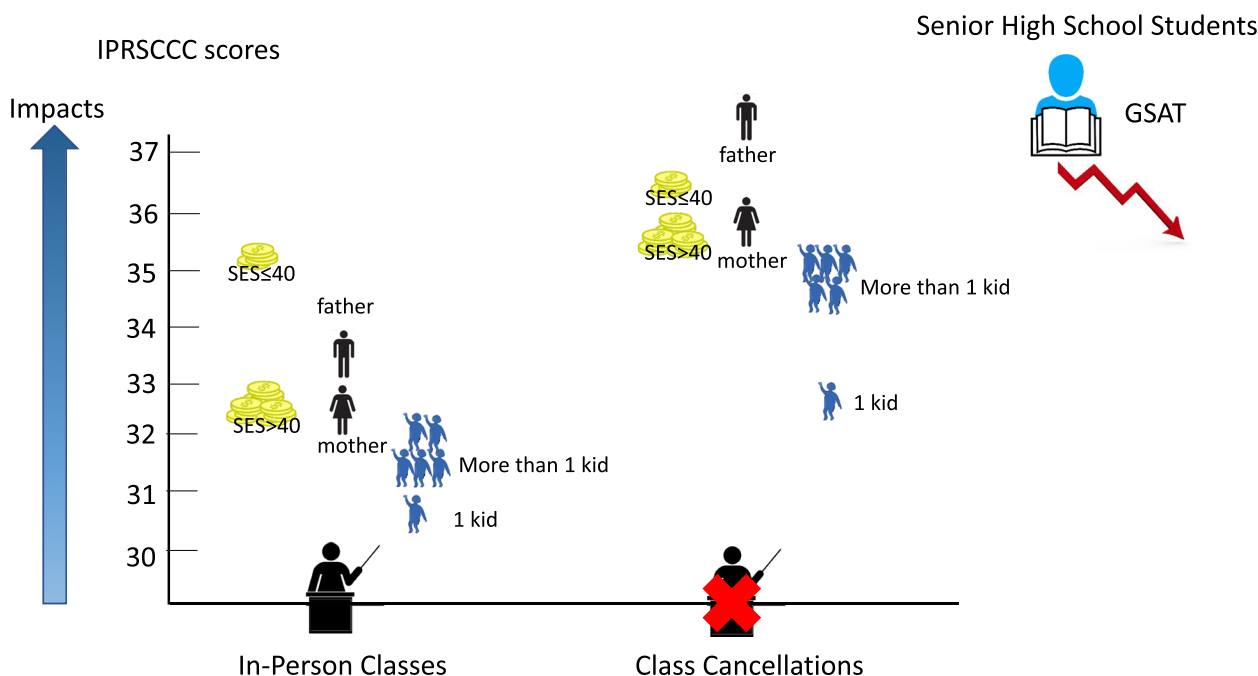 Senior High School Students
IPRSCCC scores
Impacts
GSAT
37
36
35
34
33
32
31
30
SES≤40
father
SES>40
mother
More than 1 kid
1 kid
father
SES≤40
SES>40
mother
More than 1 kid
1 kid
In-Person Classes
Class Cancellations